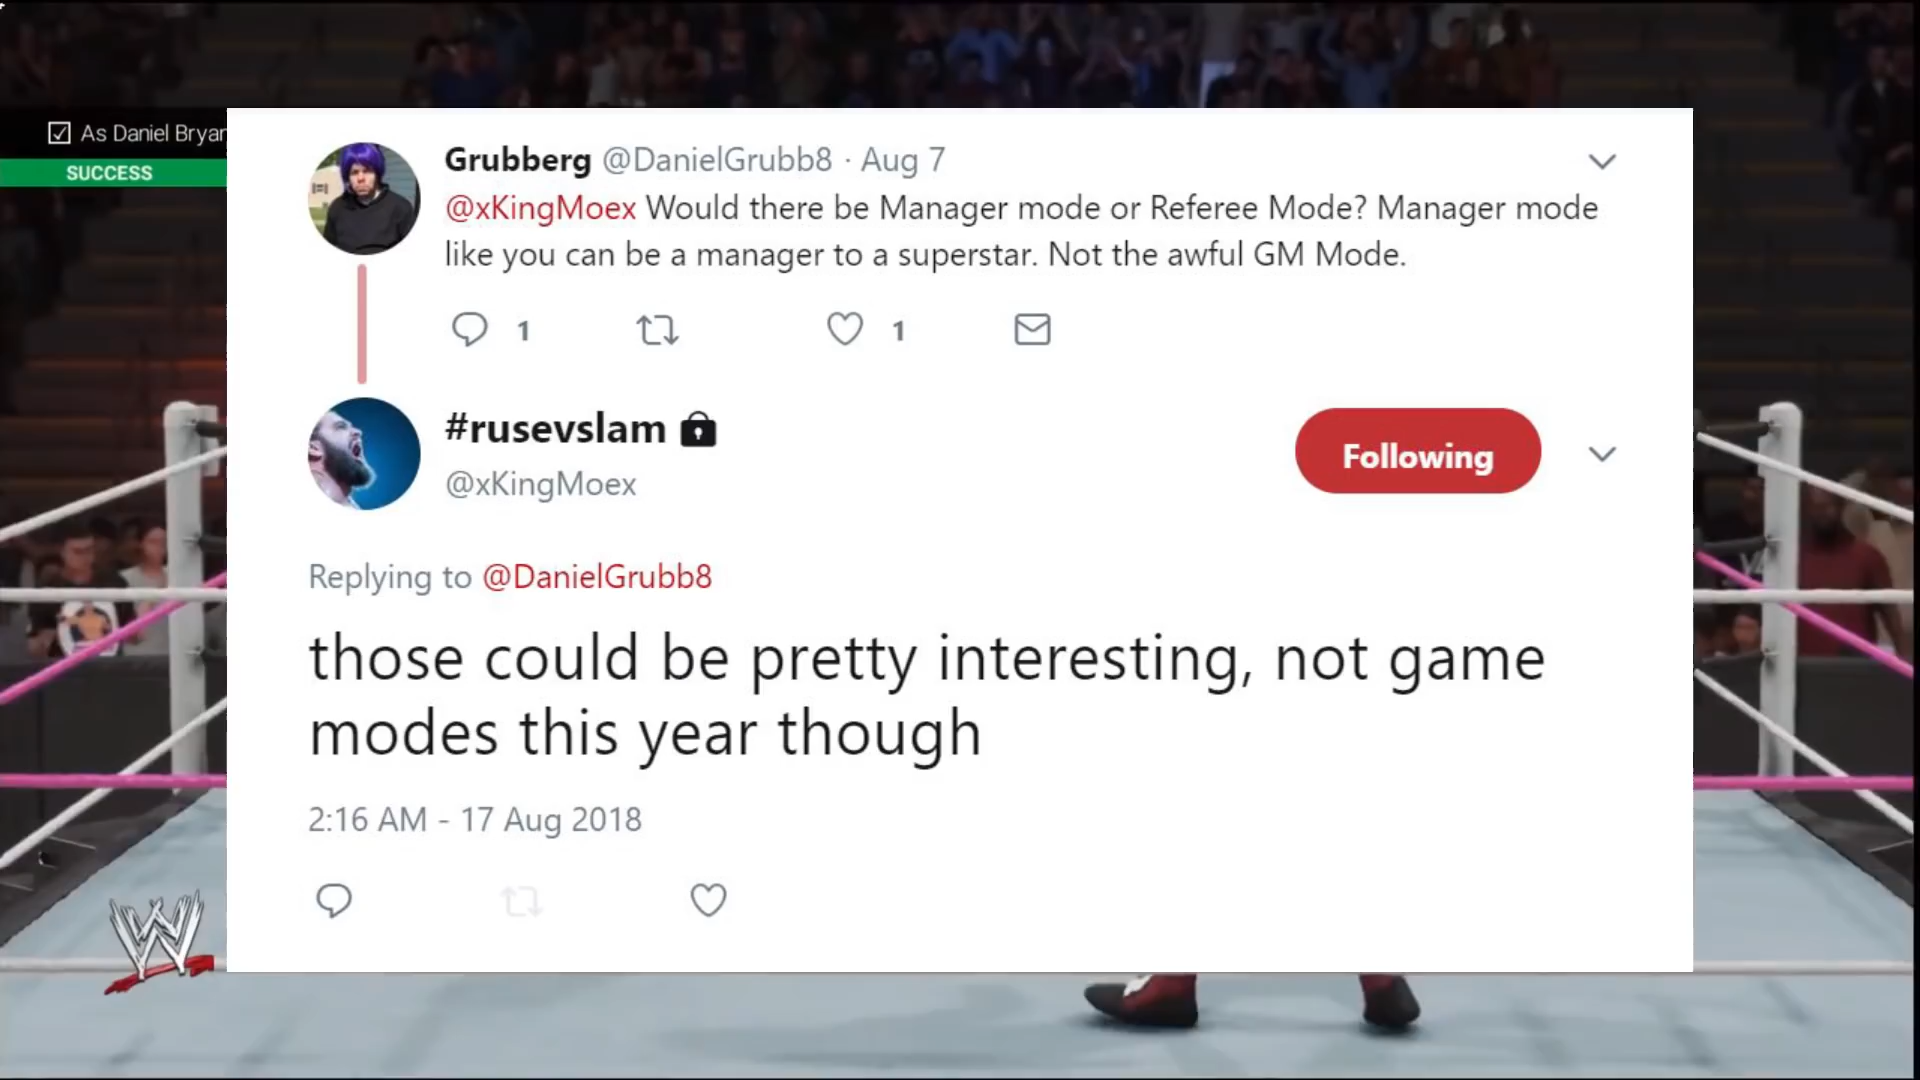 As Daniel Bryan
SUCCESS
Grubberg @DanielGrubb8 · Aug 7
@xKingMoex Would there be Manager mode or Referee Mode? Manager mode
like you can be a manager to a superstar. Not the awful GM Mode.
1 1
#rusevslam
@xKingMoex
Following
Replying to @DanielGrubb8
those could be pretty interesting, not game
modes this year though
2:16 AM - 17 Aug 2018
W